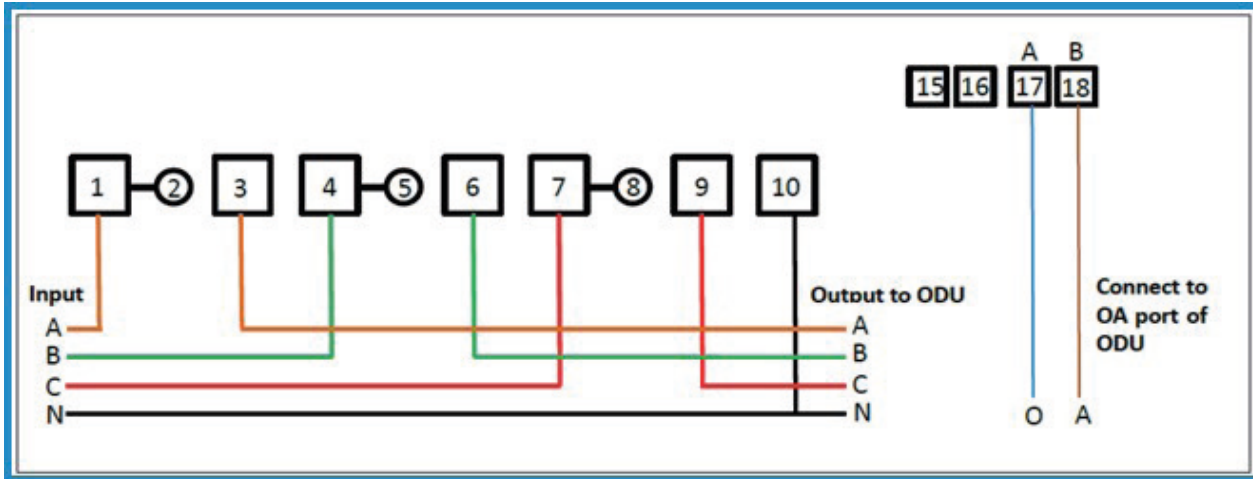 A B
15 16 17 18
1 2 3 4 5 6 7 8 9 10
Input
A
B
C
N
Output to ODU
A
B
C
N
Connect to
OA port of
ODU
O A